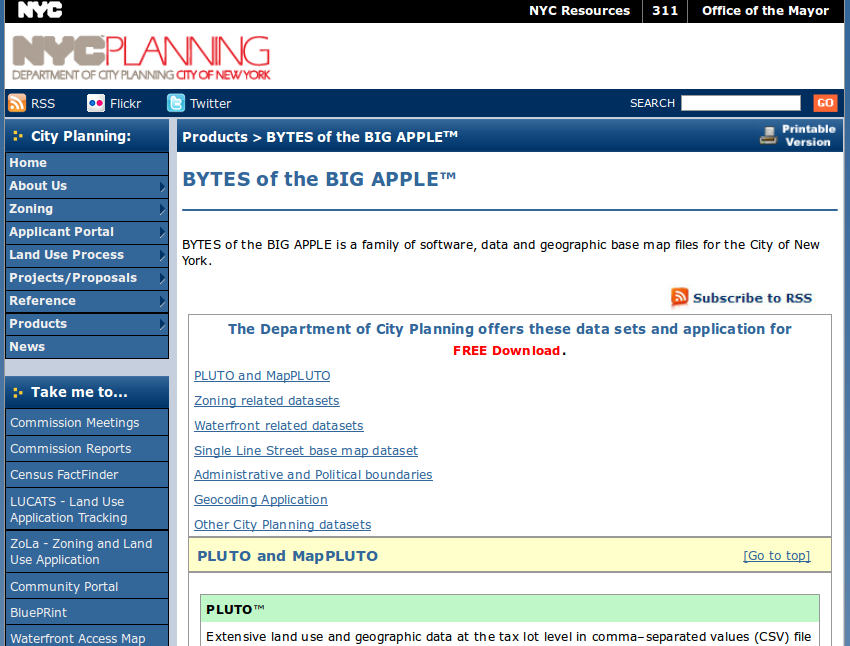 NYC
NYC Resources 311 Office of the Mayor
NYCPLANNING
DEPARTMENT OF CITY PLANNING CITY OF NEW YORK
RSS Flickr Twitter SEARCH GO
City Planning:
Home
About Us
Zoning
Applicant Portal
Land Use Process
Projects/Proposals
Reference
Products
News
Take me to...
Commission Meetings
Commission Reports
Census FactFinder
LUCATS - Land Use
Application Tracking
ZoLa - Zoning and Land
Use Application
Community Portal
BluePRint
Waterfront Access Map
Products > BYTES of the BIG APPLE™
Printable
Version
BYTES of the BIG APPLE™
BYTES of the BIG APPLE is a family of software, data and geographic base map files for the City of New
York.
Subscribe to RSS
The Department of City Planning offers these data sets and application for
FREE Download.
PLUTO and MapPLUTO
Zoning related datasets
Waterfront related datasets
Single Line Street base map dataset
Administrative and Political boundaries
Geocoding Application
Other City Planning datasets
PLUTO and MapPLUTO [Go to top]
PLUTO™
Extensive land use and geographic data at the tax lot level in comma–separated values (CSV) file